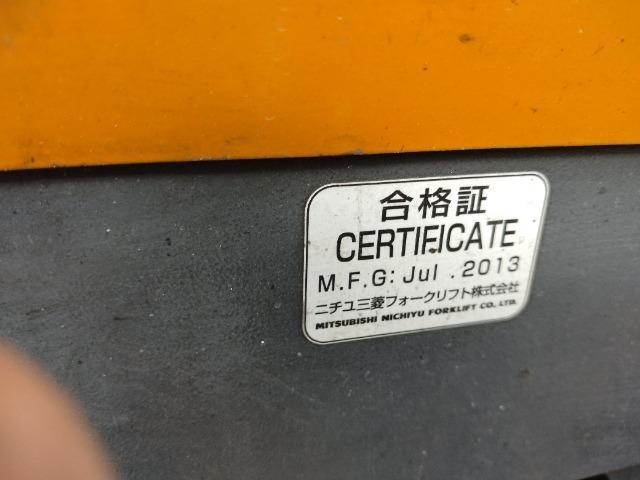 合格証
CERTIFICATE
M.F.G: Jul . 2013
ニチユ三菱フォークリフト株式会社
MITSUBISHI NICHIYU FORKLIFT CO., LTD.